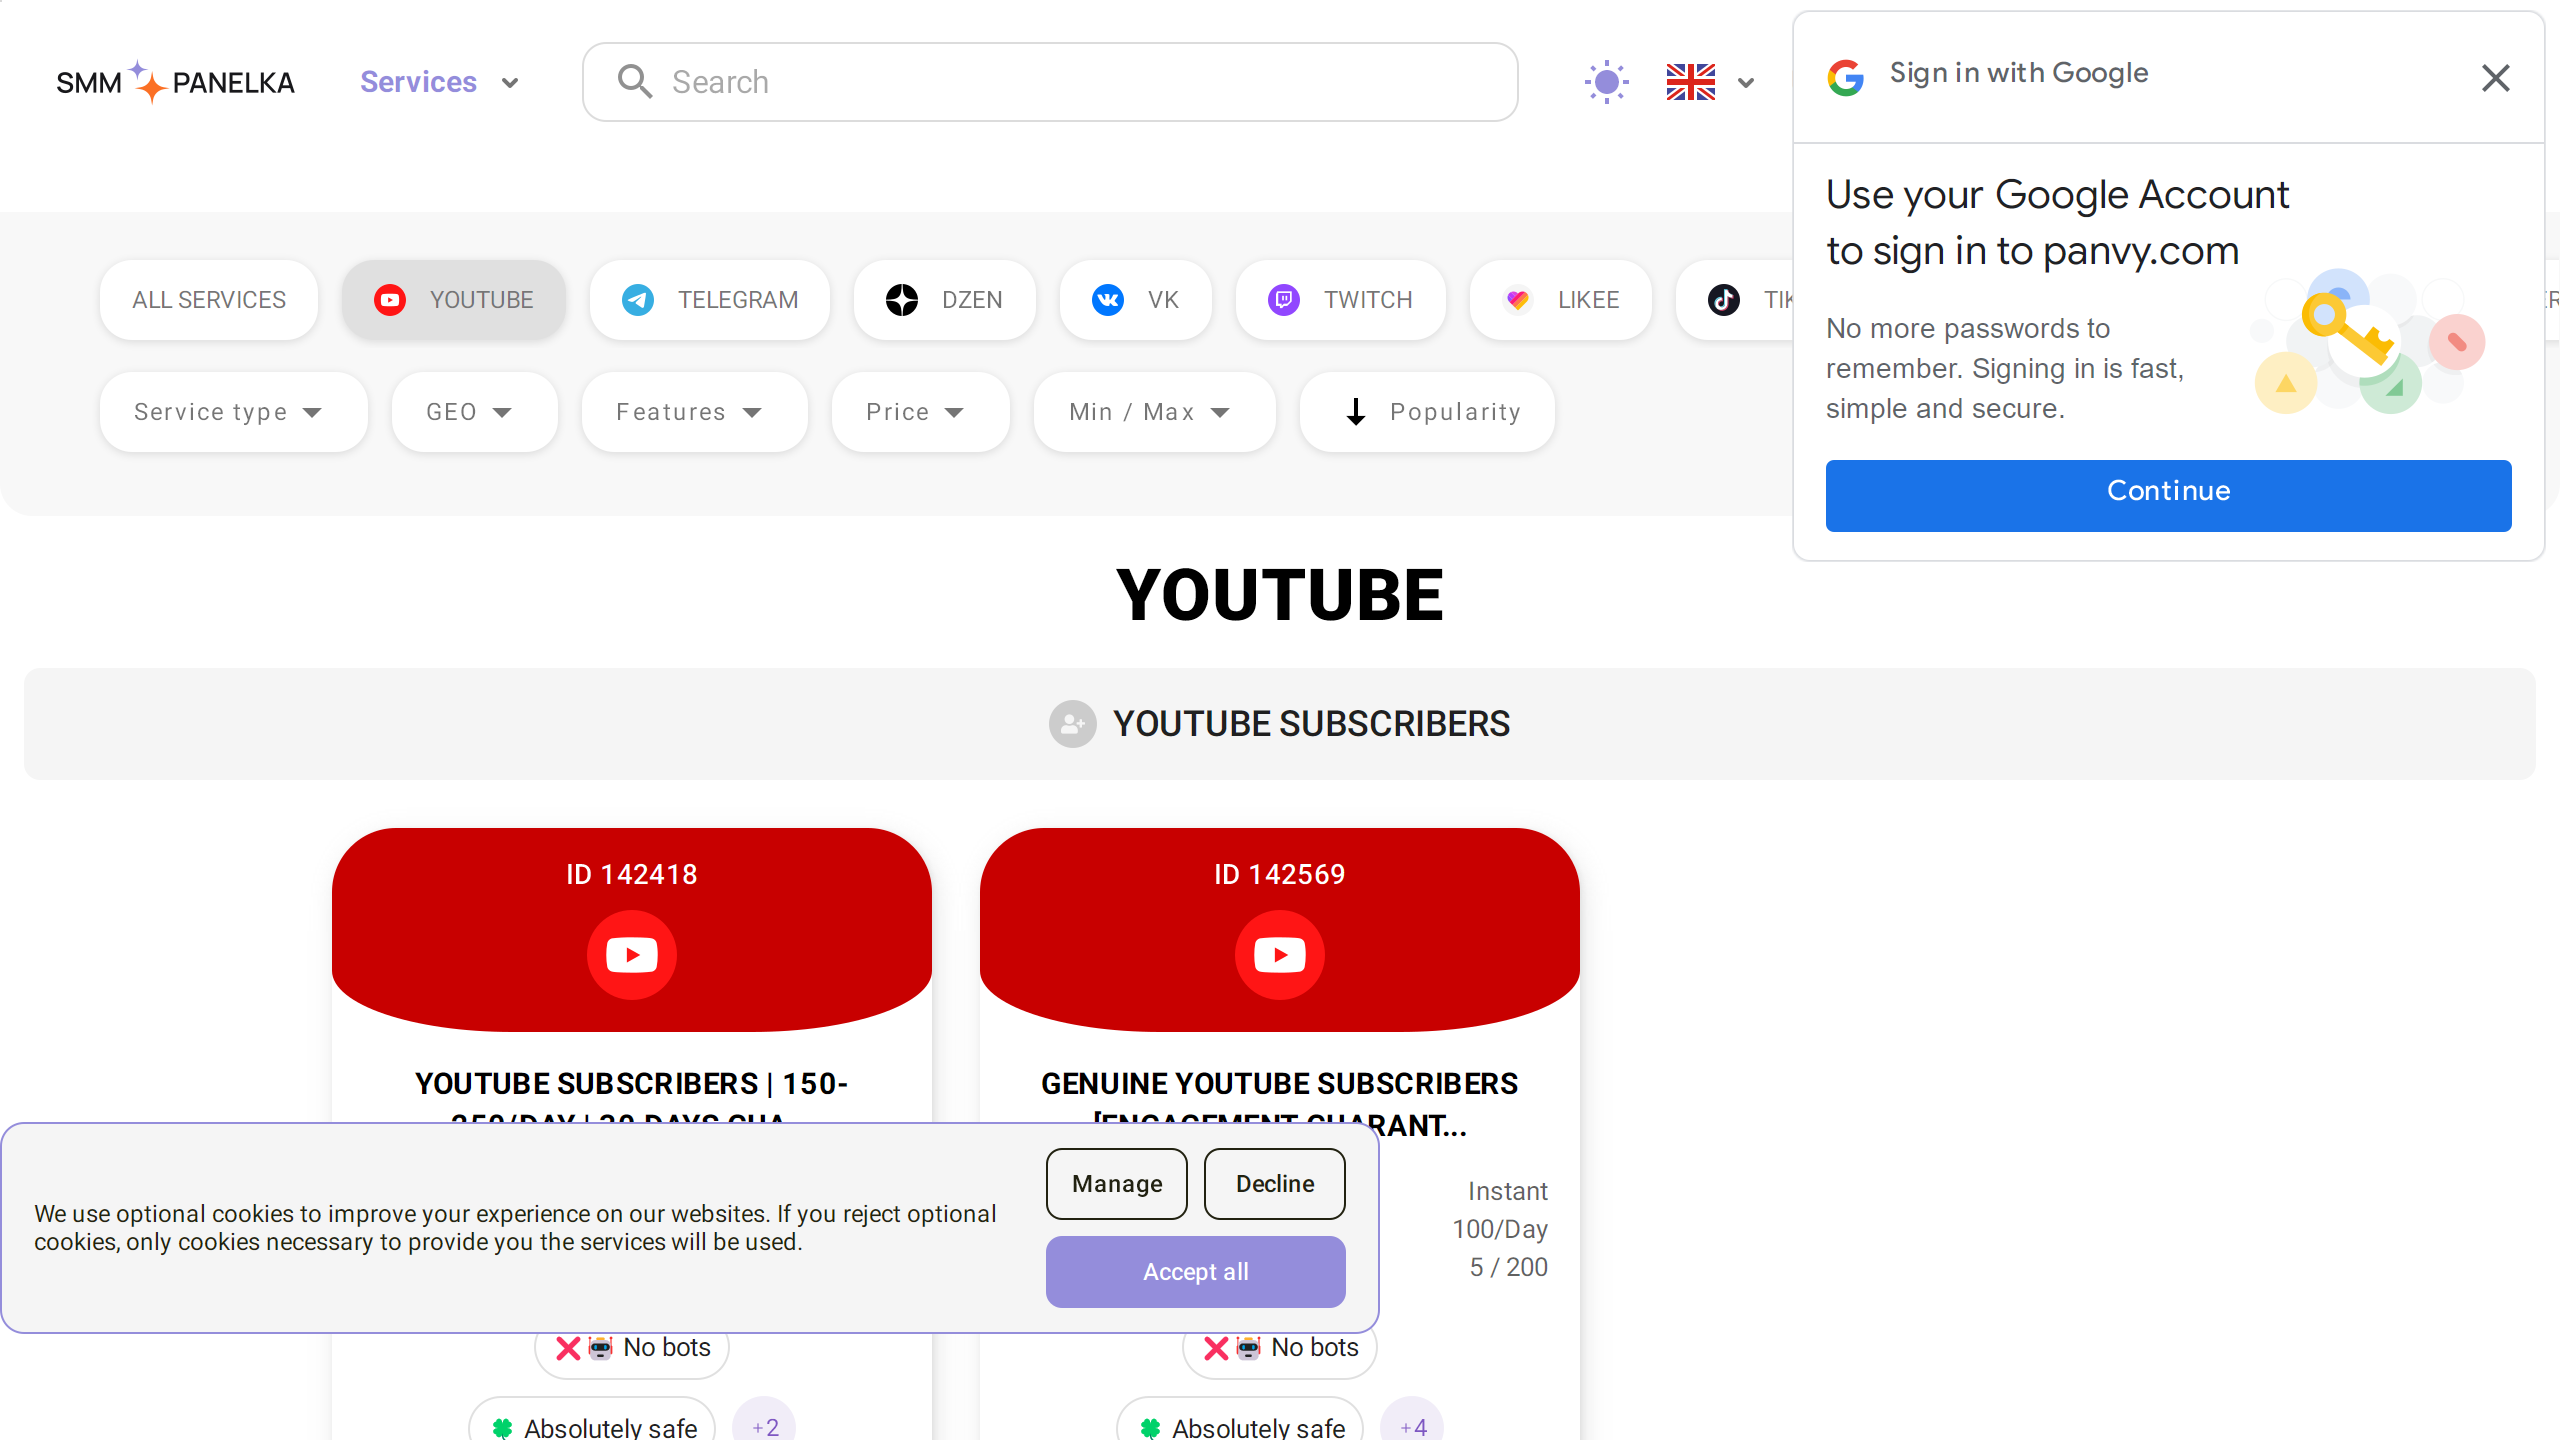 SMM PANELKA
Services
Search
Sign in with Google
Use your Google Account
to sign in to panvy.com
No more passwords to
remember. Signing in is fast,
simple and secure.
Continue
ALL SERVICES
YOUTUBE
TELEGRAM
DZEN
VK
TWITCH
LIKEE
Service type
GEO
Features
Price
Min / Max
Popularity
YOUTUBE
YOUTUBE SUBSCRIBERS
ID 142418
YOUTUBE SUBSCRIBERS | 150-
ID 142569
GENUINE YOUTUBE SUBSCRIBERS
[ENGAGEMENT GUARANT...
Instant
100/Day
5 / 200
We use optional cookies to improve your experience on our websites. If you reject optional
cookies, only cookies necessary to provide you the services will be used.
Manage
Decline
Accept all
No bots
Absolutely safe
+2
No bots
Absolutely safe
+4